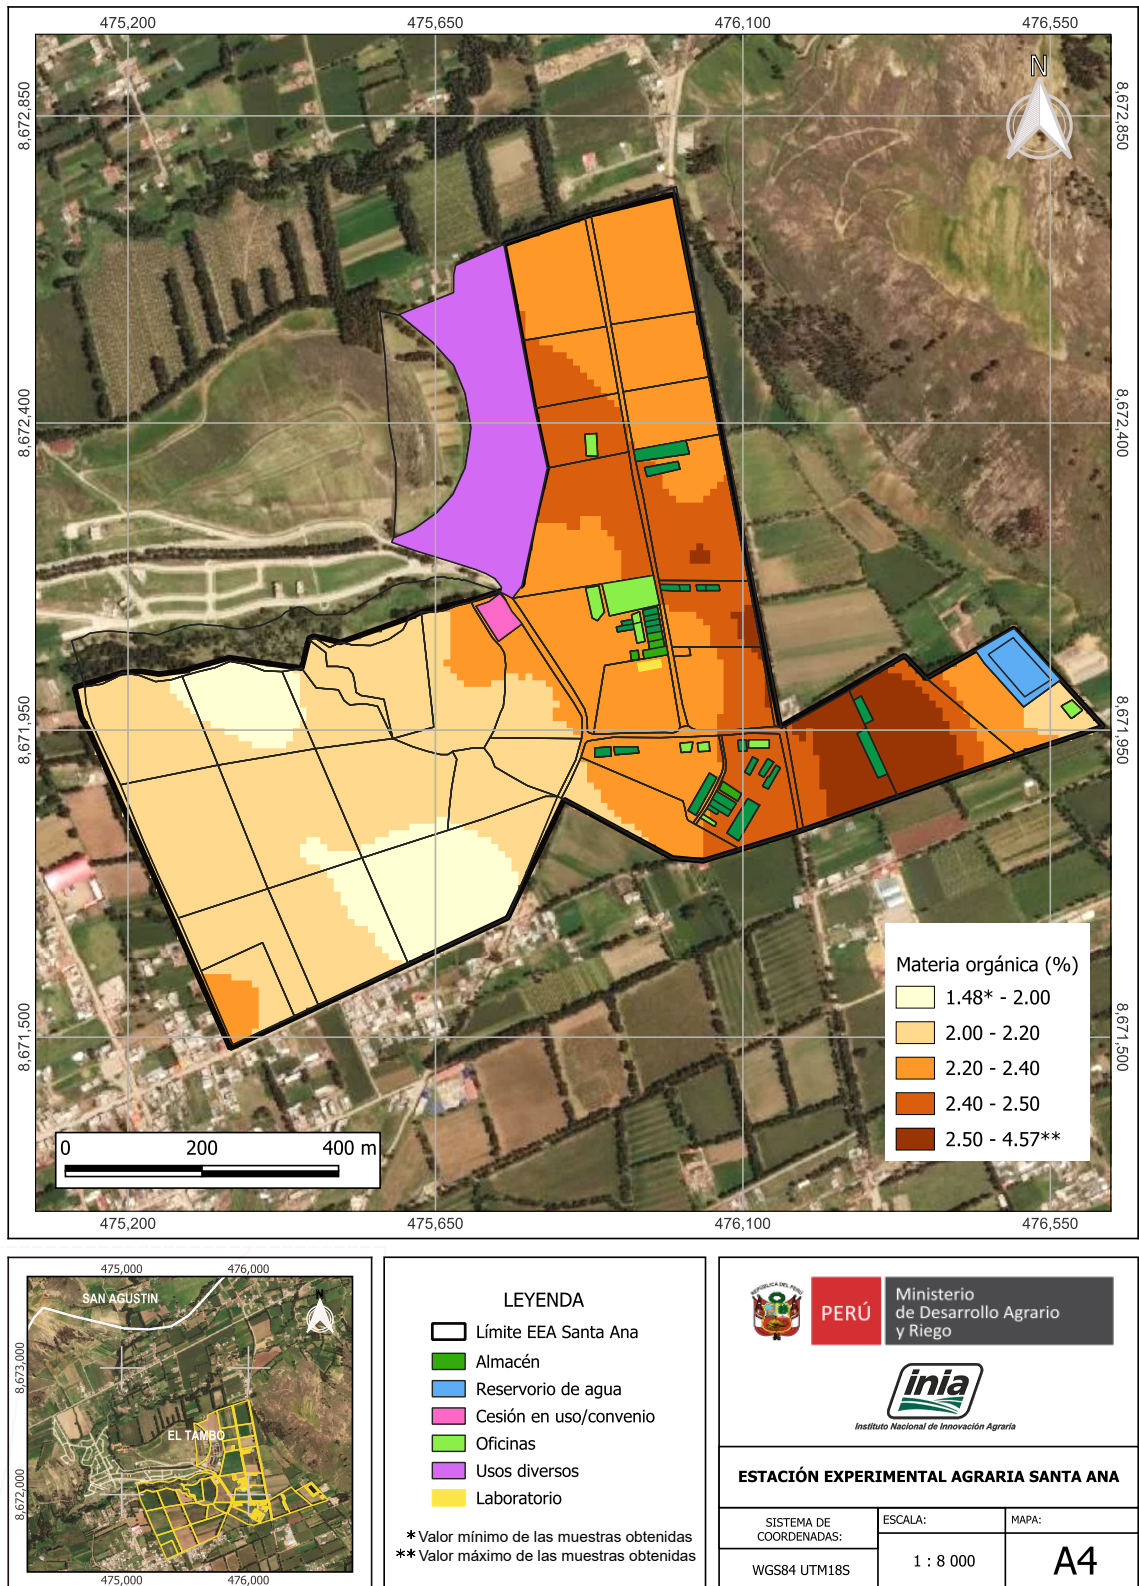 475,200 475,650 476,100 476,550
8,672,850
8,672,850
N
8,672,400
8,672,400
8,671,950
8,671,950
8,671,500
8,671,500
Materia orgánica (%)
1.48* - 2.00
2.00 - 2.20
2.20 - 2.40
2.40 - 2.50
2.50 - 4.57**
0 200 400 m
475,200 475,650 476,100 476,550
475,000 476,000
SAN AGUSTIN
N
8,673,000
EL TAMBO
8,672,000
475,000 476,000
LEYENDA
Límite EEA Santa Ana
Almacén
Reservorio de agua
Cesión en uso/convenio
Oficinas
Usos diversos
Laboratorio
* Valor mínimo de las muestras obtenidas
** Valor máximo de las muestras obtenidas
REPÚBLICA DEL PERÚ
PERÚ
Ministerio
de Desarrollo Agrario
y Riego
inia
Instituto Nacional de Innovación Agraria
ESTACIÓN EXPERIMENTAL AGRARIA SANTA ANA
SISTEMA DE
COORDENADAS:
WGS84 UTM18S
ESCALA:
1 : 8 000
MAPA:
A4